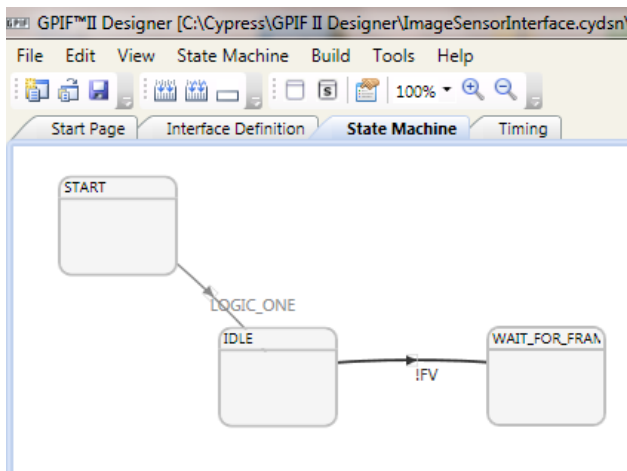 GPIF™II Designer [C:\Cypress\GPIF II Designer\ImageSensorInterface.cydsn\
File Edit View State Machine Build Tools Help
100%
Start Page Interface Definition State Machine Timing
START
LOGIC_ONE
IDLE
WAIT_FOR_FRAM
!FV